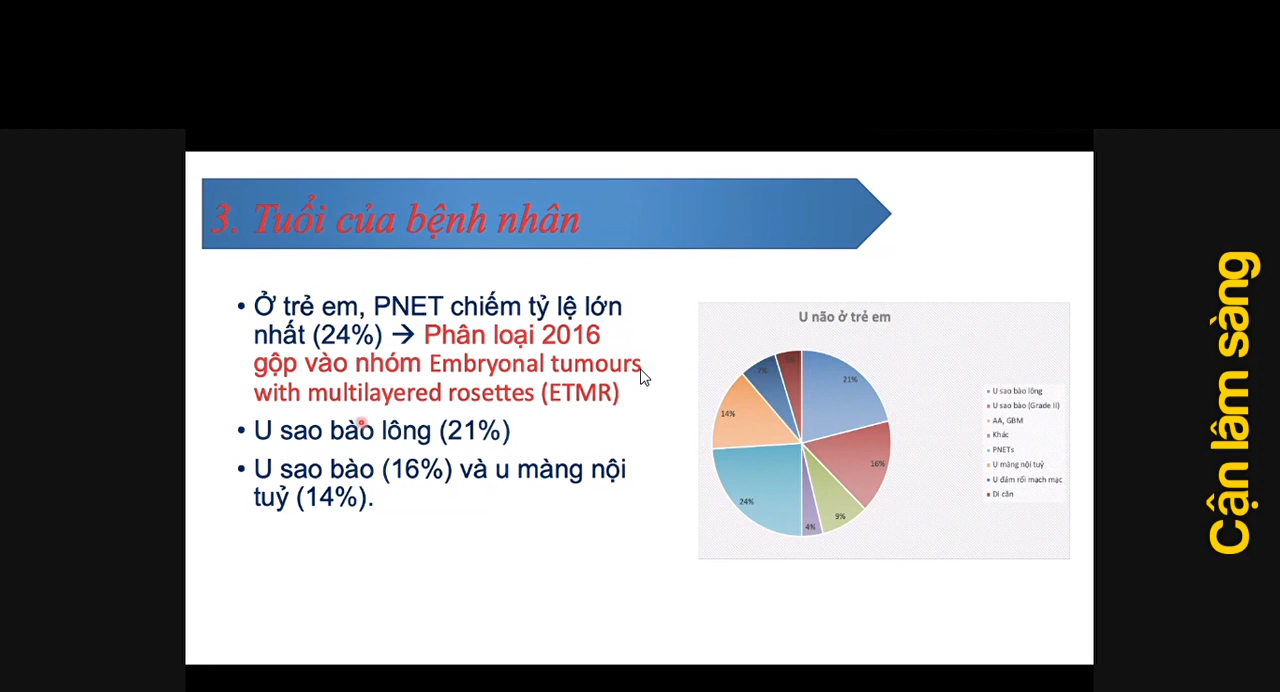 3. Tuổi của bệnh nhân
• Ở trẻ em, PNET chiếm tỷ lệ lớn
nhất (24%) → Phân loại 2016
gộp vào nhóm Embryonal tumours
with multilayered rosettes (ETMR)
• U sao bào lông (21%)
• U sao bào (16%) và u màng nội
tuỷ (14%).
U não ở trẻ em
21%
16%
9%
4%
24%
14%
7%
U sao bào lông
U sao bào (Grade II)
AA, GBM
Khác
PNETs
U màng nội tuỷ
U đám rối mạch mạc
Di căn
Cận lâm sàng